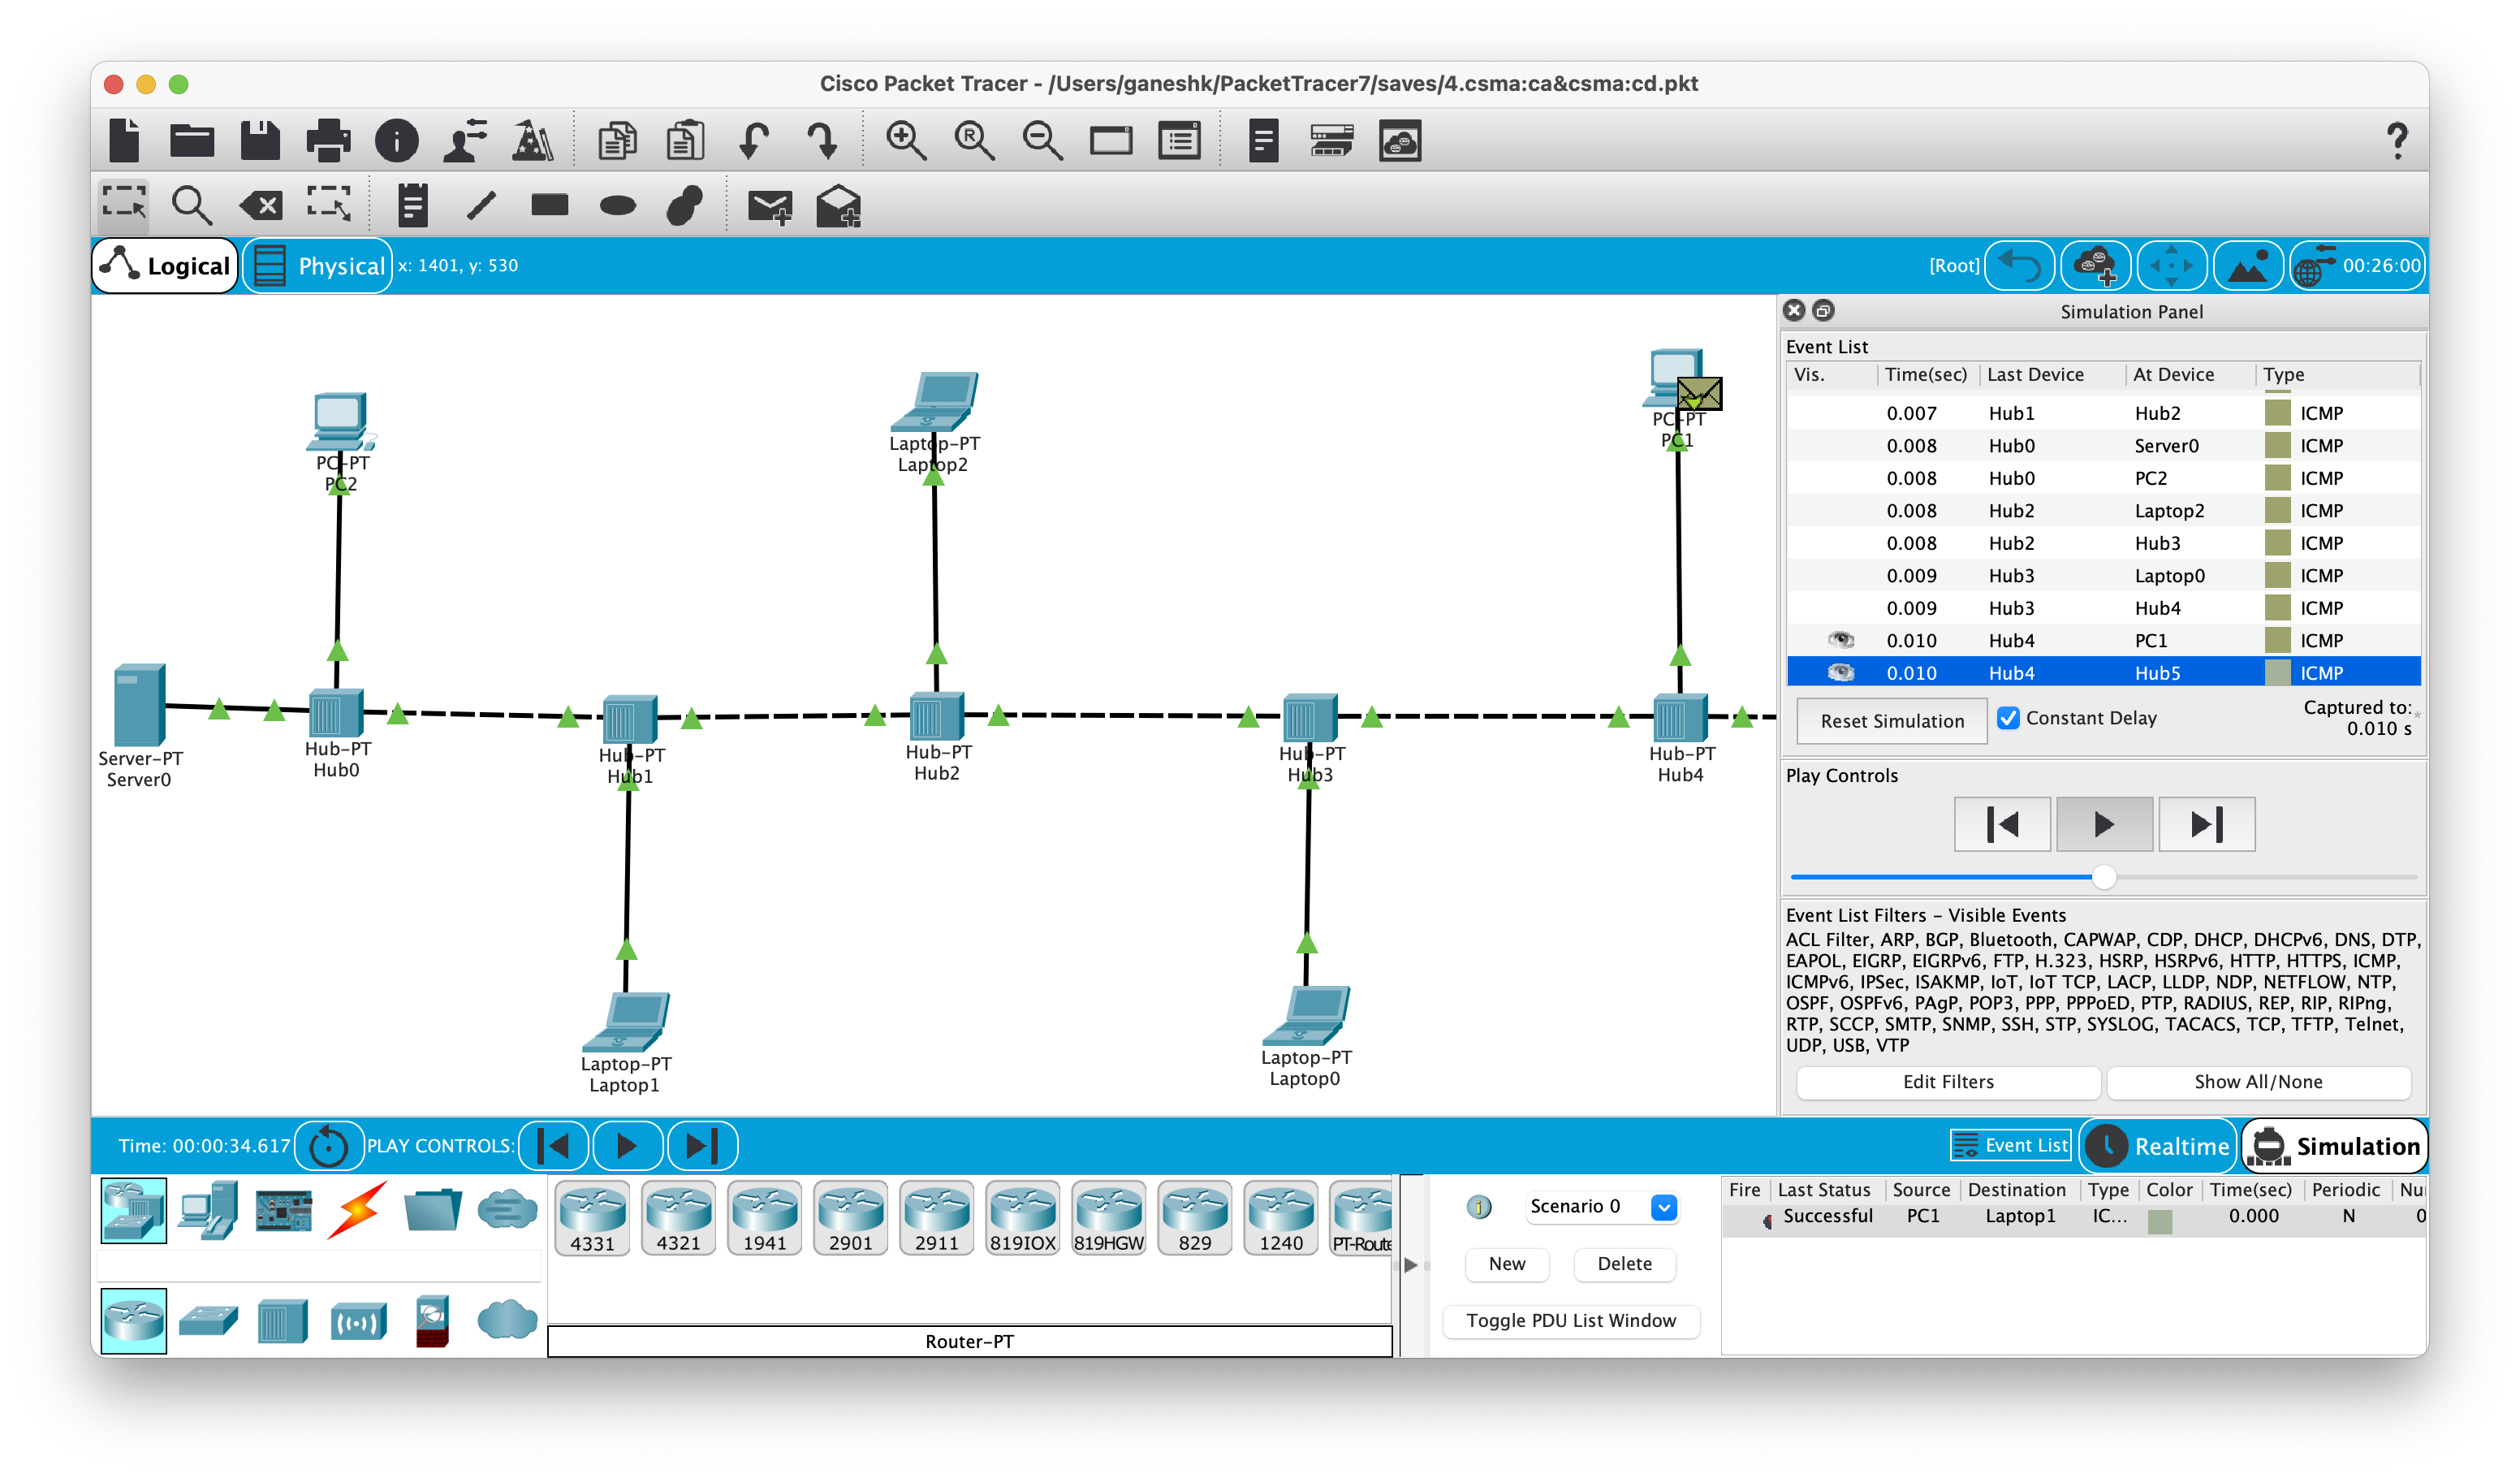 Cisco Packet Tracer - /Users/ganeshk/PacketTracer7/saves/4.csma:ca&csma:cd.pkt
Logical
Physical
x: 1401, y: 530
[Root]
00:26:00
PC-PT
PC2
Laptop-PT
Laptop2
PC-PT
PC1
Server-PT
Server0
Hub-PT
Hub0
Hub-PT
Hub1
Hub-PT
Hub2
Hub-PT
Hub3
Hub-PT
Hub4
Laptop-PT
Laptop1
Laptop-PT
Laptop0
Simulation Panel
Event List
Vis. Time(sec) Last Device At Device Type
0.007 Hub1 Hub2 ICMP
0.008 Hub0 Server0 ICMP
0.008 Hub0 PC2 ICMP
0.008 Hub2 Laptop2 ICMP
0.008 Hub2 Hub3 ICMP
0.009 Hub3 Laptop0 ICMP
0.009 Hub3 Hub4 ICMP
0.010 Hub4 PC1 ICMP
0.010 Hub4 Hub5 ICMP
Reset Simulation
Constant Delay
Captured to:
0.010 s
Play Controls
Event List Filters - Visible Events
ACL Filter, ARP, BGP, Bluetooth, CAPWAP, CDP, DHCP, DHCPv6, DNS, DTP,
EAPOL, EIGRP, EIGRPv6, FTP, H.323, HSRP, HSRPv6, HTTP, HTTPS, ICMP,
ICMPv6, IPSec, ISAKMP, IoT, IoT TCP, LACP, LLDP, NDP, NETFLOW, NTP,
OSPF, OSPFv6, PAgP, POP3, PPP, PPPoED, PTP, RADIUS, REP, RIP, RIPng,
RTP, SCCP, SMTP, SNMP, SSH, STP, SYSLOG, TACACS, TCP, TFTP, Telnet,
UDP, USB, VTP
Edit Filters
Show All/None
Time: 00:00:34.617
PLAY CONTROLS:
Event List
Realtime
Simulation
4331
4321
1941
2901
2911
819IOX
819HGW
829
1240
PT-Route
Router-PT
Scenario 0
New
Delete
Toggle PDU List Window
Fire Last Status Source Destination Type Color Time(sec) Periodic Nu
Successful PC1 Laptop1 IC... 0.000 N 0